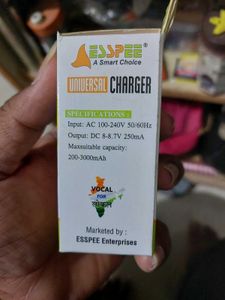 ESSPEE®
A Smart Choice
UNIVERSAL CHARGER
SPECIFICATIONS :
Input: AC 100-240V 50/60Hz
Output: DC 8-8.7V 250mA
Maxsuitable capacity:
200-3000mAh
VOCAL
FOR
Marketed by :
ESSPEE Enterprises